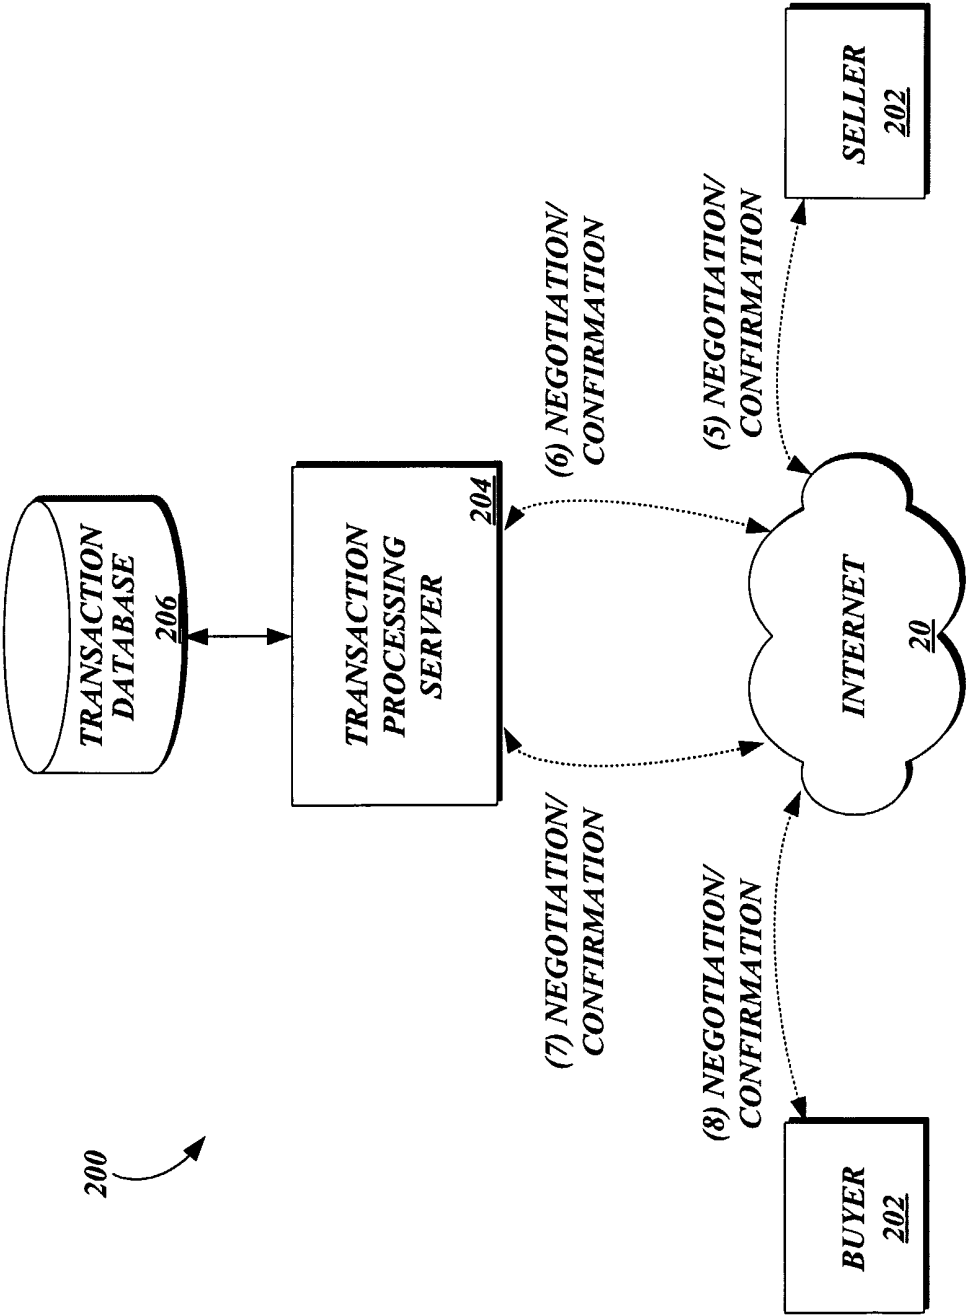 200
TRANSACTION
DATABASE
206
TRANSACTION
PROCESSING
SERVER
204
(7) NEGOTIATION/
CONFIRMATION
(6) NEGOTIATION/
CONFIRMATION
(8) NEGOTIATION/
CONFIRMATION
(5) NEGOTIATION/
CONFIRMATION
BUYER
202
INTERNET
20
SELLER
202